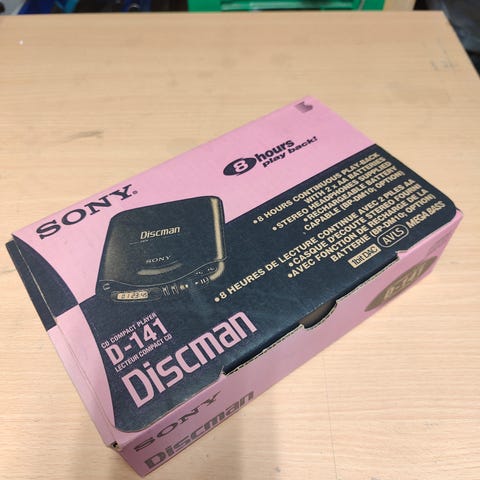 SONY
8 hours
play back!
Discman
SONY
• 8 HOURS CONTINUOUS PLAY-BACK
WITH 2 x AA BATTERIES
• STEREO HEADPHONES SUPPLIED
• RECHARGEABLE BATTERY
CAPABLE (BP-DM10; OPTION)
• 8 HEURES DE LECTURE CONTINUE AVEC 2 PILES AA
• CASQUE D'ECOUTE STEREO FOURNI
• AVEC FONCTION DE RECHARGE DE LA
BATTERIE (BP-DM10; OPTION)
1bit DAC AVLS MEGA BASS
CD COMPACT PLAYER
D-141
LECTEUR COMPACT CD
Discman
D-141
SONY
Discman